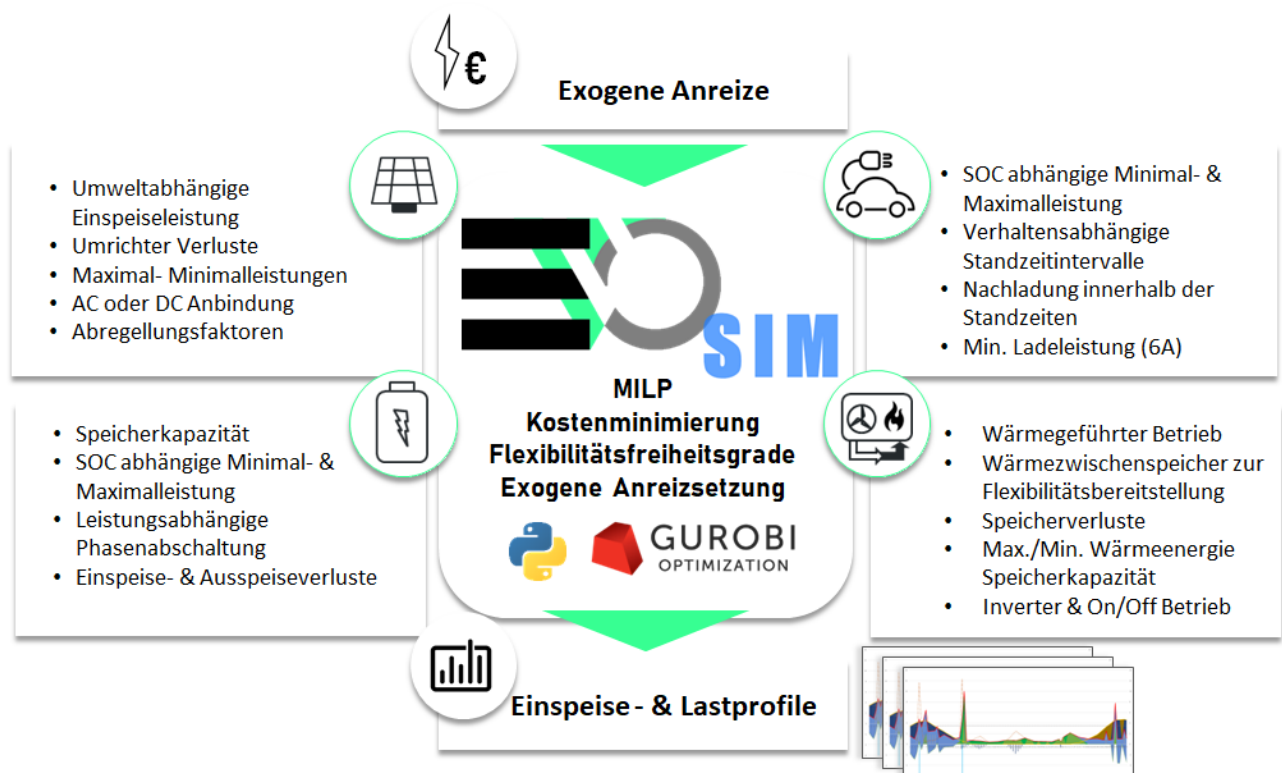 €
Exogene Anreize
• Umweltabhängige
Einspeiseleistung
• Umrichter Verluste
• Maximal- Minimalleistungen
• AC oder DC Anbindung
• Abregellungsfaktoren
• SOC abhängige Minimal- &
Maximalleistung
• Verhaltensabhängige
Standzeitintervalle
• Nachladung innerhalb der
Standzeiten
• Min. Ladeleistung (6A)
EVO
SIM
MILP
Kostenminimierung
Flexibilitätsfreiheitsgrade
Exogene Anreizsetzung
GUROBI
OPTIMIZATION
• Speicherkapazität
• SOC abhängige Minimal- &
Maximalleistung
• Leistungsabhängige
Phasenabschaltung
• Einspeise- & Ausspeiseverluste
• Wärmegeführter Betrieb
• Wärmezwischenspeicher zur
Flexibilitätsbereitstellung
• Speicherverluste
• Max./Min. Wärmeenergie
Speicherkapazität
• Inverter & On/Off Betrieb
Einspeise - & Lastprofile